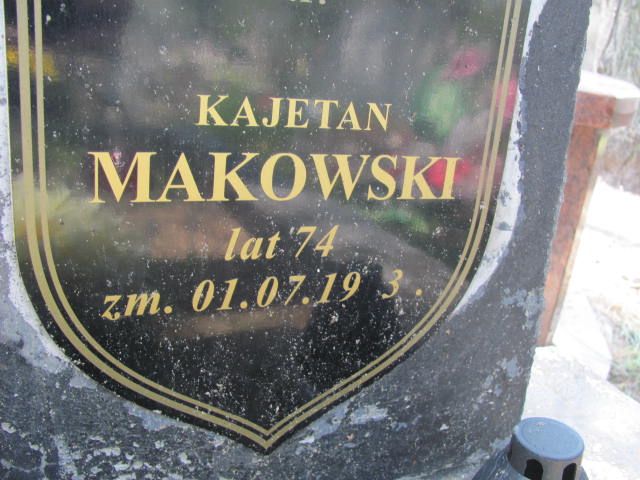 KAJETAN
MAKOWSKI
lat 74
zm. 01.07.19 3 .